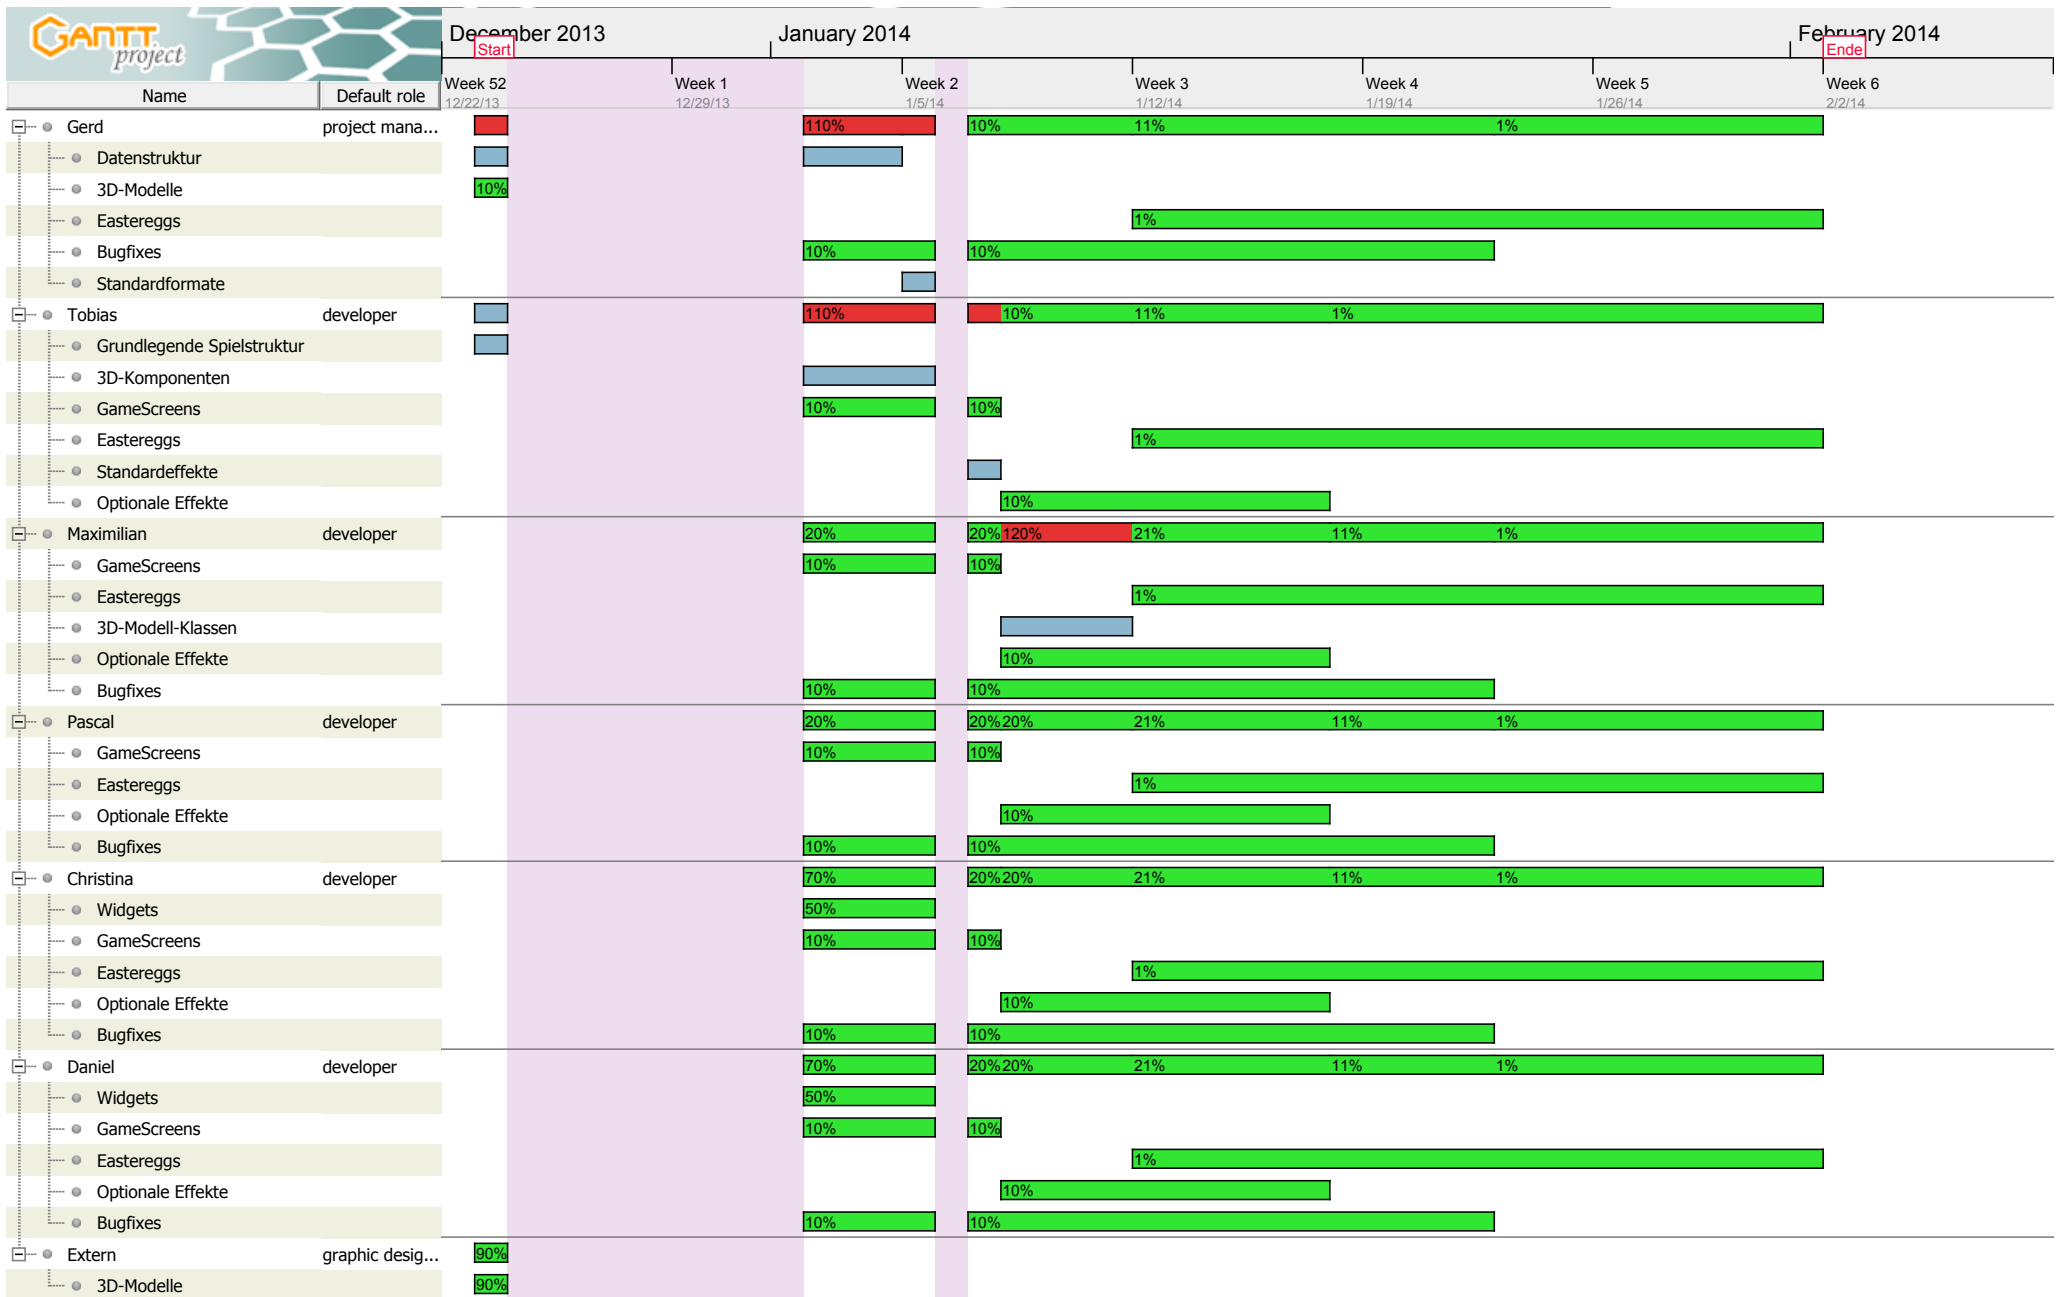 GANTT project
December 2013 January 2014 February 2014
Start Ende
Week 52 Week 1 Week 2 Week 3 Week 4 Week 5 Week 6
Name Default role
12/22/13 12/29/13 1/5/14 1/12/14 1/19/14 1/26/14 2/2/14
Gerd project mana... 110% 10% 11% 1%
Datenstruktur
3D-Modelle 10%
Eastereggs 1%
Bugfixes 10% 10%
Standardformate
Tobias developer 110% 10% 11% 1%
Grundlegende Spielstruktur
3D-Komponenten
GameScreens 10% 10%
Eastereggs 1%
Standardeffekte
Optionale Effekte 10%
Maximilian developer 20% 20% 120% 21% 11% 1%
GameScreens 10% 10%
Eastereggs 1%
3D-Modell-Klassen
Optionale Effekte 10%
Bugfixes 10% 10%
Pascal developer 20% 20% 20% 21% 11% 1%
GameScreens 10% 10%
Eastereggs 1%
Optionale Effekte 10%
Bugfixes 10% 10%
Christina developer 70% 20% 20% 21% 11% 1%
Widgets 50%
GameScreens 10% 10%
Eastereggs 1%
Optionale Effekte 10%
Bugfixes 10% 10%
Daniel developer 70% 20% 20% 21% 11% 1%
Widgets 50%
GameScreens 10% 10%
Eastereggs 1%
Optionale Effekte 10%
Bugfixes 10% 10%
Extern graphic desig... 90%
3D-Modelle 90%